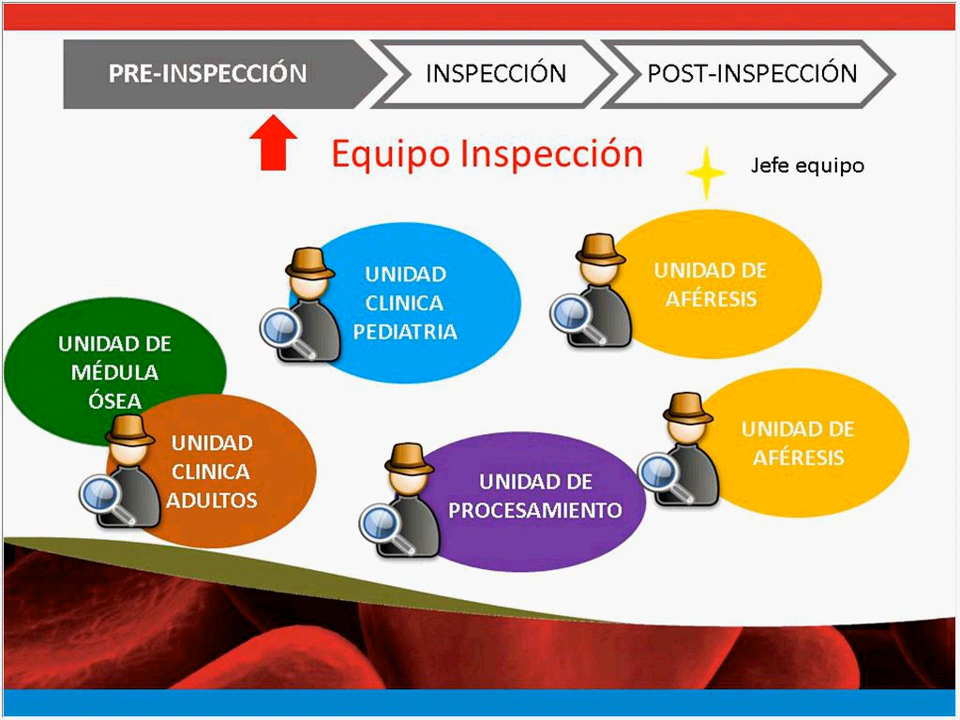 PRE-INSPECCIÓN
INSPECCIÓN
POST-INSPECCIÓN
Equipo Inspección
Jefe equipo
UNIDAD
CLINICA
PEDIATRIA
UNIDAD DE
AFÉRESIS
UNIDAD DE
MÉDULA
ÓSEA
UNIDAD
CLINICA
ADULTOS
UNIDAD DE
PROCESAMIENTO
UNIDAD DE
AFÉRESIS